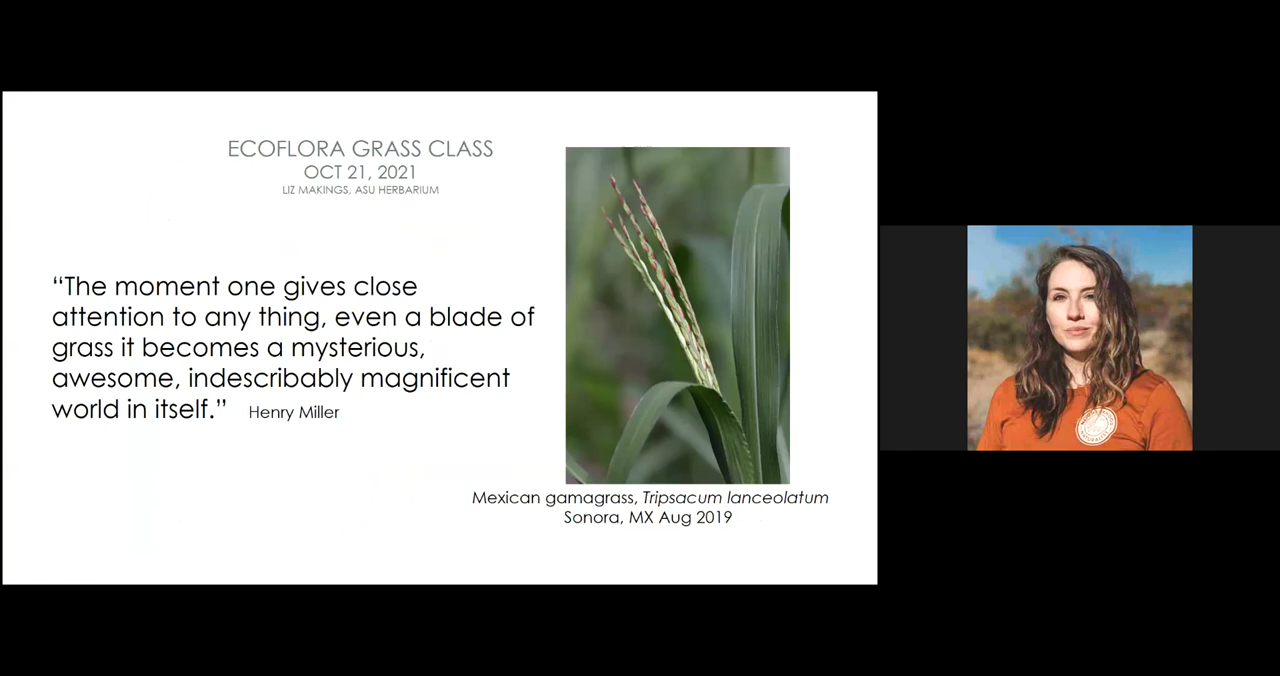 ECOFLORA GRASS CLASS
OCT 21, 2021
LIZ MAKINGS, ASU HERBARIUM
“The moment one gives close
attention to any thing, even a blade of
grass it becomes a mysterious,
awesome, indescribably magnificent
world in itself.” Henry Miller
Mexican gamagrass, Tripsacum lanceolatum
Sonora, MX Aug 2019